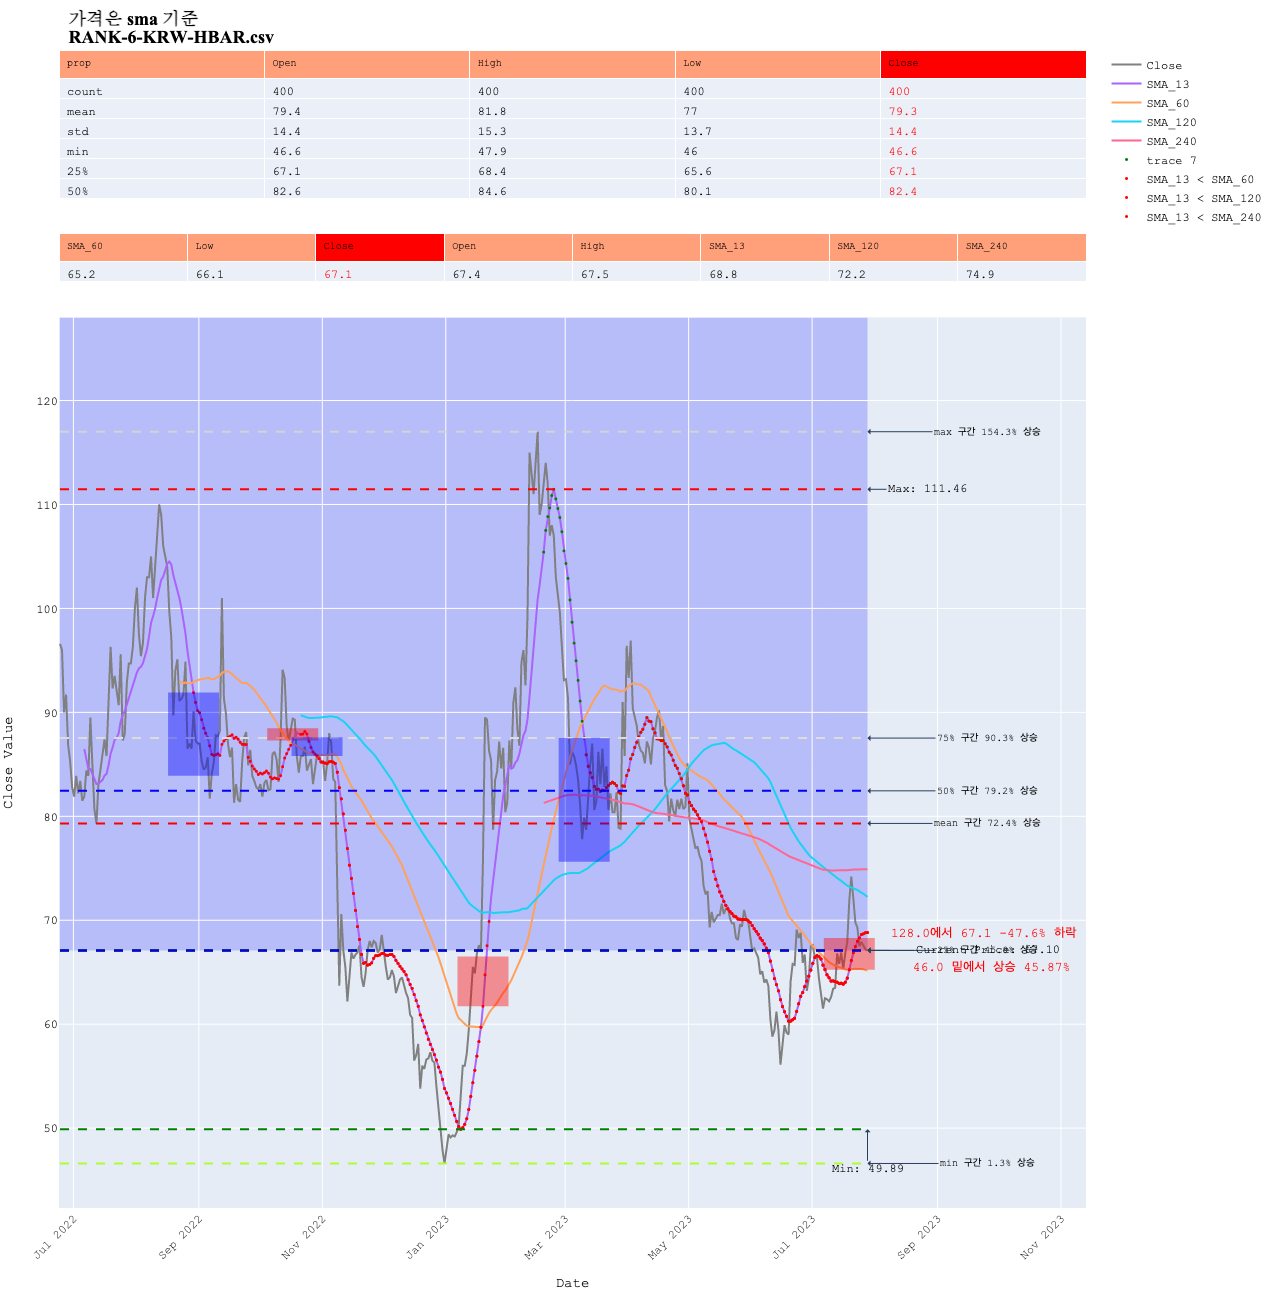 가격은 sma 기준
RANK-6-KRW-HBAR.csv
prop Open High Low Close
count 400 400 400 400
mean 79.4 81.8 77 79.3
std 14.4 15.3 13.7 14.4
min 46.6 47.9 46 46.6
25% 67.1 68.4 65.6 67.1
50% 82.6 84.6 80.1 82.4
SMA_60 Low Close Open High SMA_13 SMA_120 SMA_240
65.2 66.1 67.1 67.4 67.5 68.8 72.2 74.9
Close
SMA_13
SMA_60
SMA_120
SMA_240
trace 7
SMA_13 < SMA_60
SMA_13 < SMA_120
SMA_13 < SMA_240
Close Value
120
110
100
90
80
70
60
50
max 구간 154.3% 상승
Max: 111.46
75% 구간 90.3% 상승
50% 구간 79.2% 상승
mean 구간 72.4% 상승
128.0에서 67.1 -47.6% 하락
Current Price: 67.10
46.0 밑에서 상승 45.87%
min 구간 1.3% 상승
Min: 49.89
Jul 2022
Sep 2022
Nov 2022
Jan 2023
Mar 2023
May 2023
Jul 2023
Sep 2023
Nov 2023
Date